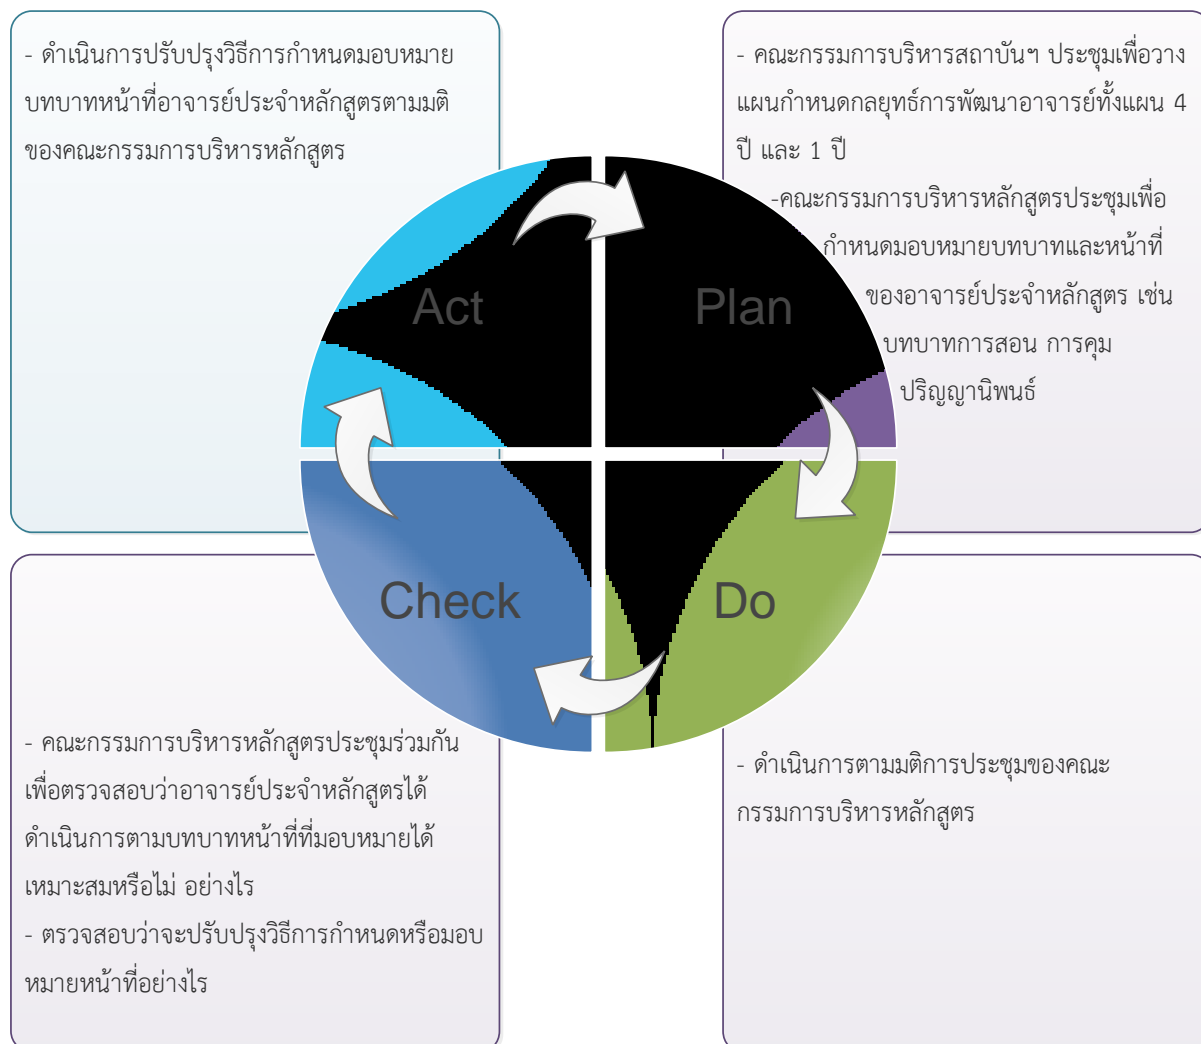 - ดำเนินการปรับปรุงวิธีการกำหนดมอบหมาย
บทบาทหน้าที่อาจารย์ประจำหลักสูตรตามมติ
ของคณะกรรมการบริหารหลักสูตร
- คณะกรรมการบริหารสถาบันฯ ประชุมเพื่อวาง
แผนกำหนดกลยุทธ์การพัฒนาอาจารย์ทั้งแผน 4
ปี และ 1 ปี
-คณะกรรมการบริหารหลักสูตรประชุมเพื่อ
กำหนดมอบหมายบทบาทและหน้าที่
ของอาจารย์ประจำหลักสูตร เช่น
บทบาทการสอน การคุม
ปริญญานิพนธ์
Act
Plan
Check
Do
- คณะกรรมการบริหารหลักสูตรประชุมร่วมกัน
เพื่อตรวจสอบว่าอาจารย์ประจำหลักสูตรได้
ดำเนินการตามบทบาทหน้าที่ที่มอบหมายได้
เหมาะสมหรือไม่ อย่างไร
- ตรวจสอบว่าจะปรับปรุงวิธีการกำหนดหรือมอบ
หมายหน้าที่อย่างไร
- ดำเนินการตามมติการประชุมของคณะ
กรรมการบริหารหลักสูตร